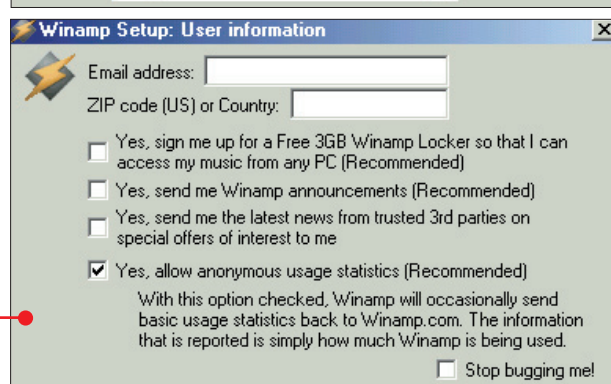 Winamp Setup: User information
Email address:
ZIP code (US) or Country:
Yes, sign me up for a Free 3GB Winamp Locker so that I can
access my music from any PC (Recommended)
Yes, send me Winamp announcements (Recommended)
Yes, send me the latest news from trusted 3rd parties on
special offers of interest to me
Yes, allow anonymous usage statistics (Recommended)
With this option checked, Winamp will occasionally send
basic usage statistics back to Winamp.com. The information
that is reported is simply how much Winamp is being used.
Stop bugging me!